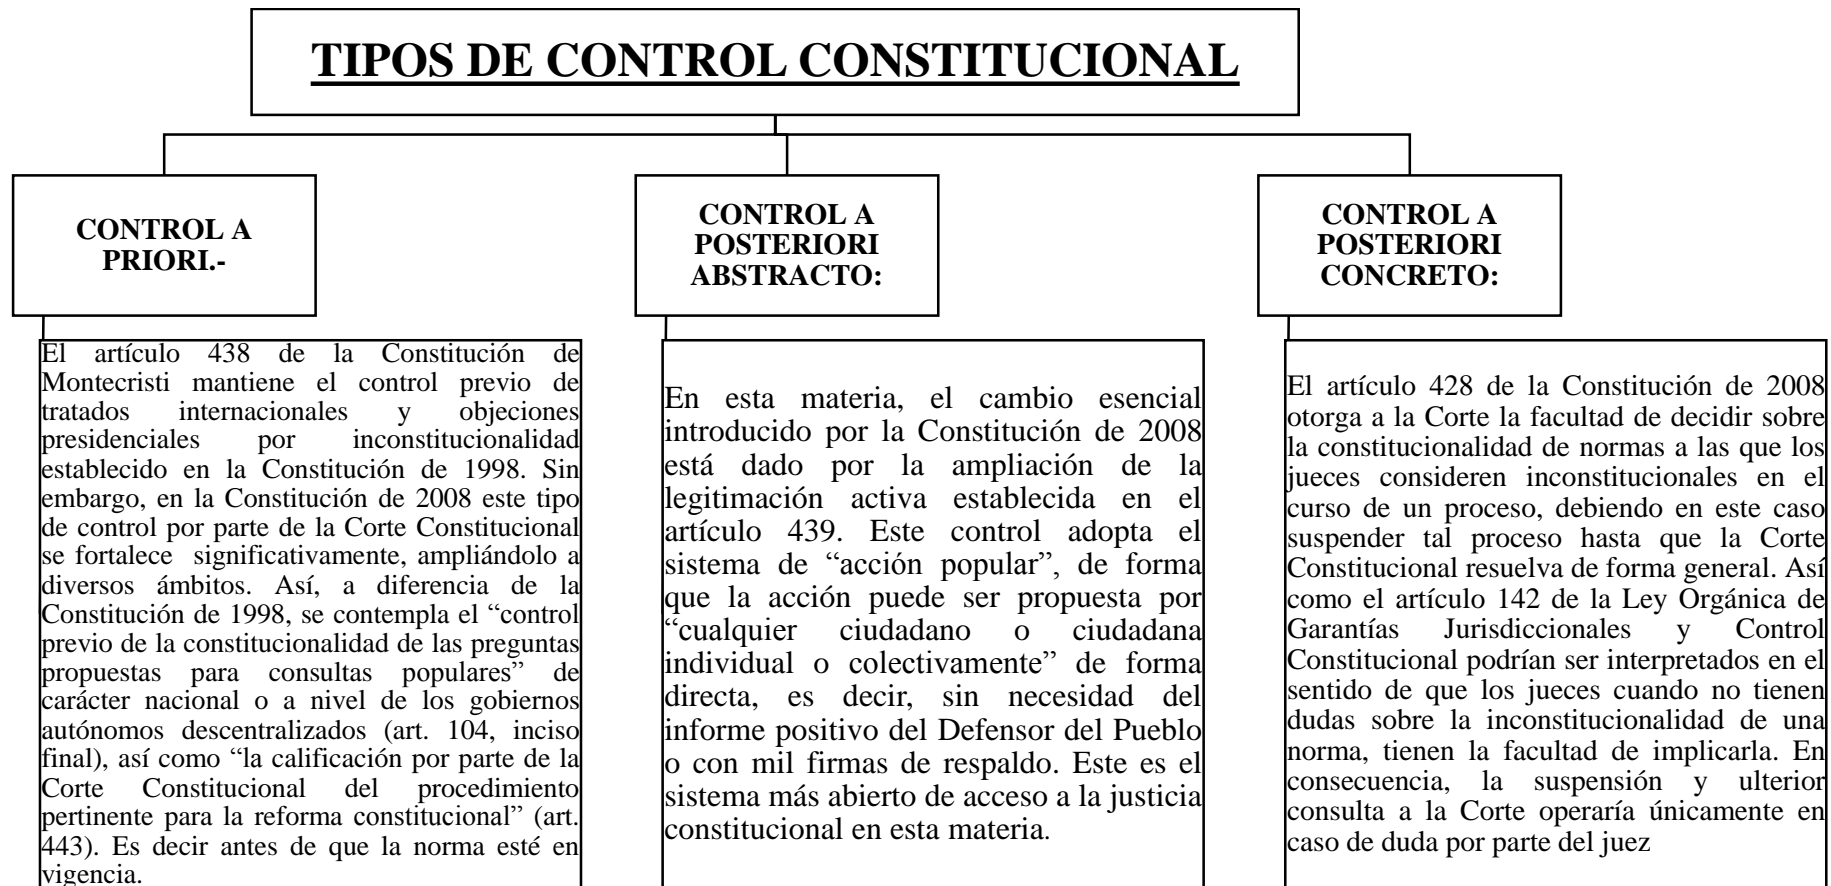 TIPOS DE CONTROL CONSTITUCIONAL
CONTROL A
PRIORI.-
El artículo 438 de la Constitución de
Montecristi mantiene el control previo de
tratados internacionales y objeciones
presidenciales por inconstitucionalidad
establecido en la Constitución de 1998. Sin
embargo, en la Constitución de 2008 este tipo
de control por parte de la Corte Constitucional
se fortalece significativamente, ampliándolo a
diversos ámbitos. Así, a diferencia de la
Constitución de 1998, se contempla el “control
previo de la constitucionalidad de las preguntas
propuestas para consultas populares” de
carácter nacional o a nivel de los gobiernos
autónomos descentralizados (art. 104, inciso
final), así como “la calificación por parte de la
Corte Constitucional del procedimiento
pertinente para la reforma constitucional” (art.
443). Es decir antes de que la norma esté en
vigencia.
CONTROL A
POSTERIORI
ABSTRACTO:
En esta materia, el cambio esencial
introducido por la Constitución de 2008
está dado por la ampliación de la
legitimación activa establecida en el
artículo 439. Este control adopta el
sistema de “acción popular”, de forma
que la acción puede ser propuesta por
“cualquier ciudadano o ciudadana
individual o colectivamente” de forma
directa, es decir, sin necesidad del
informe positivo del Defensor del Pueblo
o con mil firmas de respaldo. Este es el
sistema más abierto de acceso a la justicia
constitucional en esta materia.
CONTROL A
POSTERIORI
CONCRETO:
El artículo 428 de la Constitución de 2008
otorga a la Corte la facultad de decidir sobre
la constitucionalidad de normas a las que los
jueces consideren inconstitucionales en el
curso de un proceso, debiendo en este caso
suspender tal proceso hasta que la Corte
Constitucional resuelva de forma general. Así
como el artículo 142 de la Ley Orgánica de
Garantías Jurisdiccionales y Control
Constitucional podrían ser interpretados en el
sentido de que los jueces cuando no tienen
dudas sobre la inconstitucionalidad de una
norma, tienen la facultad de implicarla. En
consecuencia, la suspensión y ulterior
consulta a la Corte operaría únicamente en
caso de duda por parte del juez